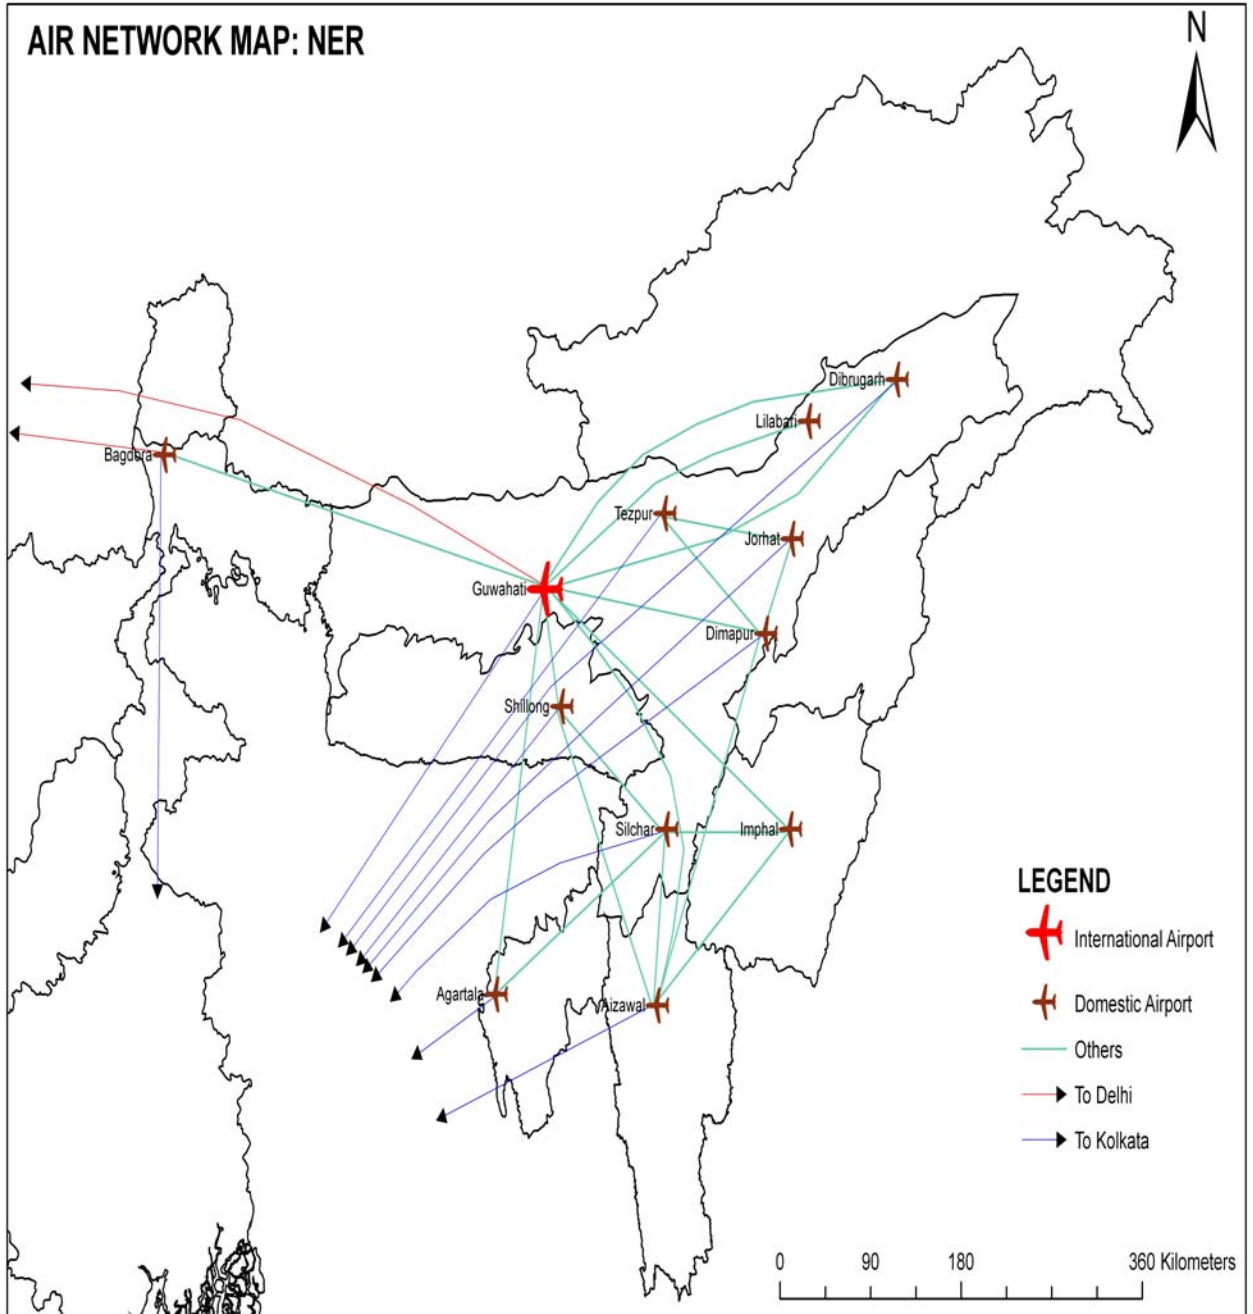 AIR NETWORK MAP: NER
N
Dibrugarh
Lilabari
Bagdora
Tezpur
Jorhat
Guwahati
Dimapur
Shillong
Silchar
Imphal
Agartala
Aizawal
LEGEND
International Airport
Domestic Airport
Others
To Delhi
To Kolkata
0 90 180 360 Kilometers